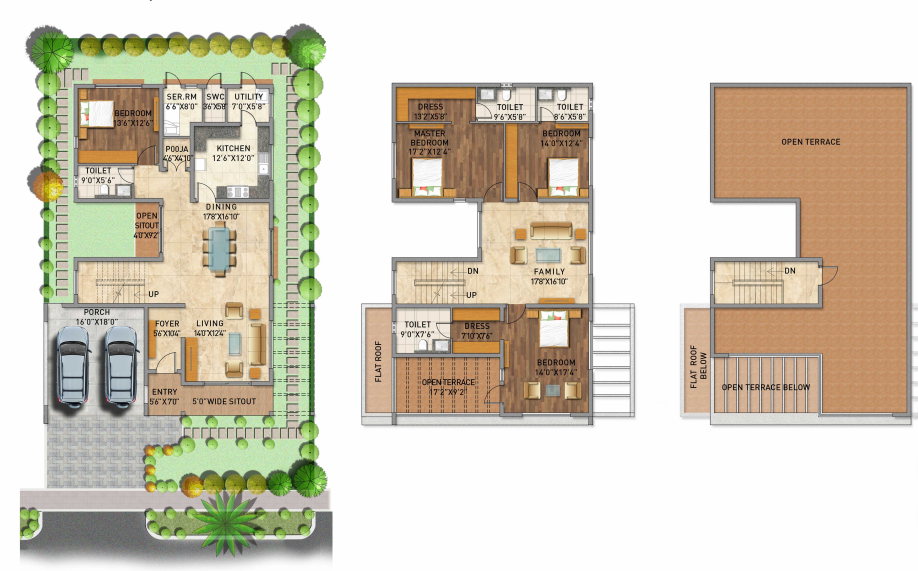 SER.RM
6'6"X8'0"
SWC
3'6"X5'8"
UTILITY
7'0"X5'8"
BEDROOM
13'6"X12'6"
POOJA
4'6"X4'10"
KITCHEN
12'6"X12'0"
TOILET
9'0"X5'6"
DINING
17'8"X16'10"
OPEN
SITOUT
4'0"X9'2"
UP
PORCH
16'0"X18'0"
FOYER
5'6"X10'4"
LIVING
14'0"X12'4"
ENTRY
5'6"X7'0"
5'0"WIDE SITOUT
DRESS
13'2"X5'8"
TOILET
9'6"X5'8"
TOILET
8'6"X5'8"
MASTER
BEDROOM
17'2"X12'4"
BEDROOM
14'0"X12'4"
DN
FAMILY
17'8"X16'10"
UP
TOILET
9'0"X7'6"
DRESS
7'10"X7'6"
FLAT ROOF
BEDROOM
14'0"X17'4"
OPEN TERRACE
17'2"X9'2"
OPEN TERRACE
DN
FLAT ROOF
BELOW
OPEN TERRACE BELOW